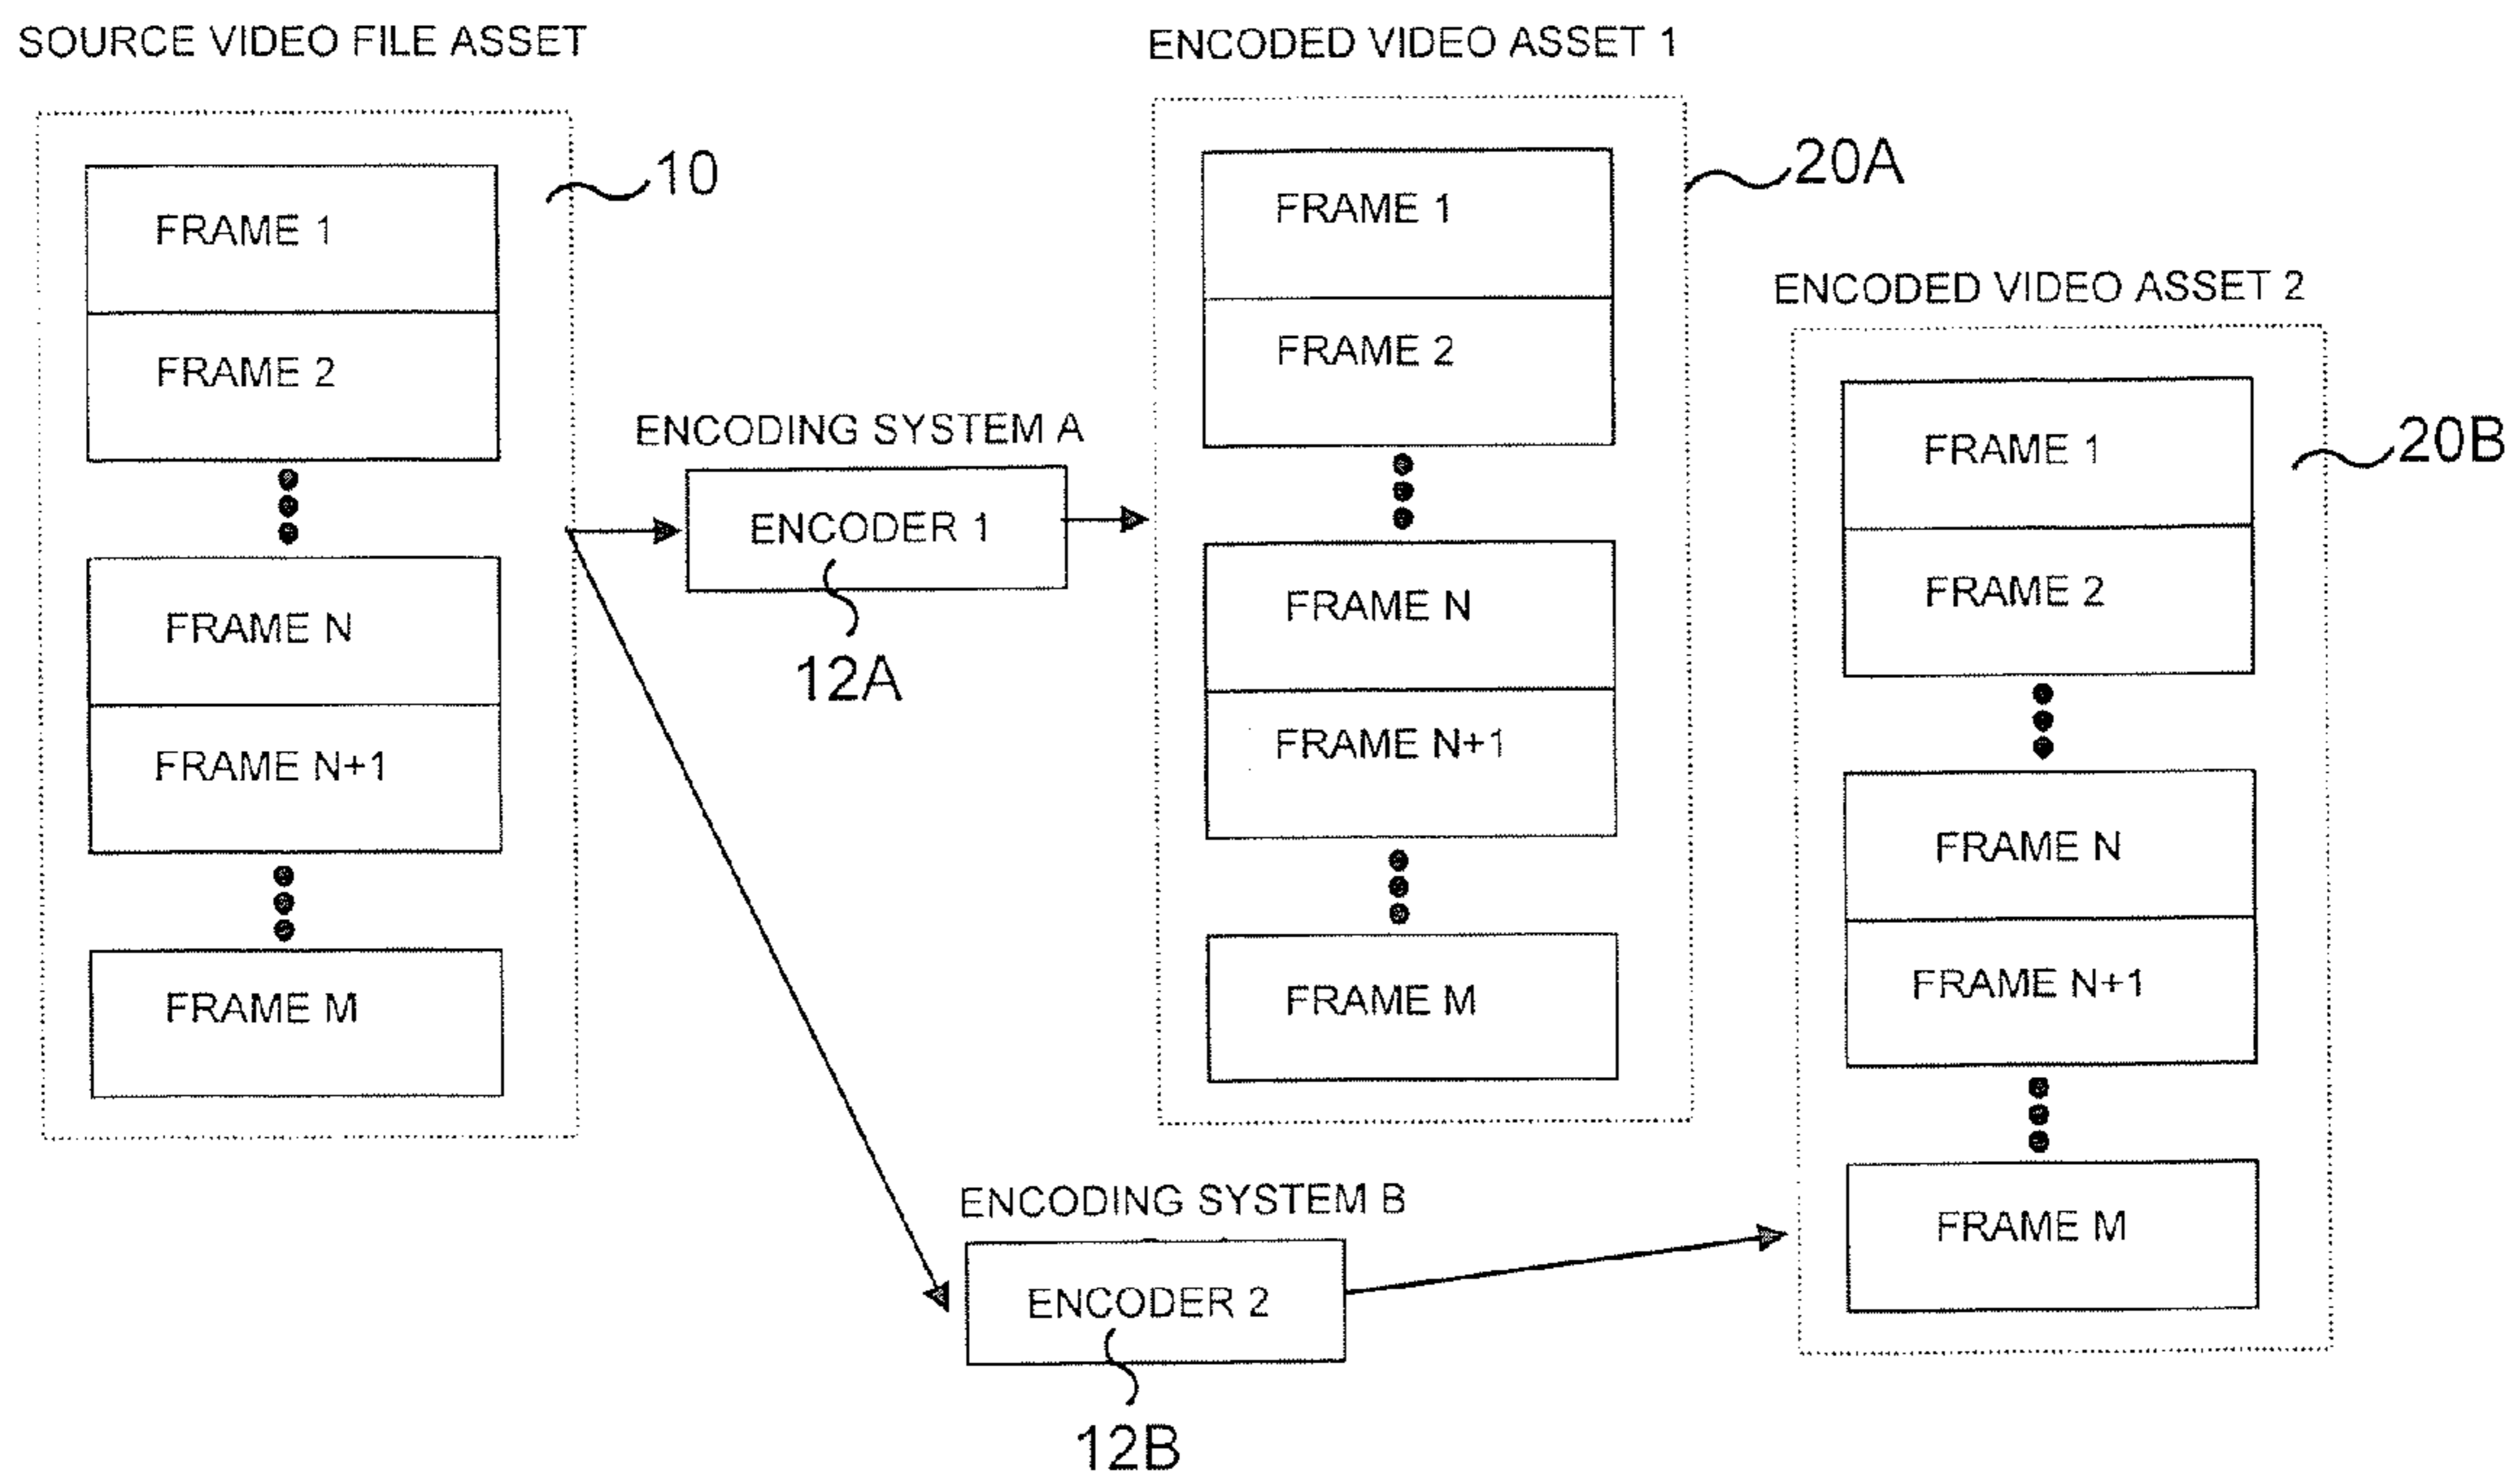 SOURCE VIDEO FILE ASSET
10
FRAME 1
FRAME 2
FRAME N
FRAME N+1
FRAME M
ENCODING SYSTEM A
ENCODER 1
12A
ENCODING SYSTEM B
ENCODER 2
12B
ENCODED VIDEO ASSET 1
20A
FRAME 1
FRAME 2
FRAME N
FRAME N+1
FRAME M
ENCODED VIDEO ASSET 2
20B
FRAME 1
FRAME 2
FRAME N
FRAME N+1
FRAME M